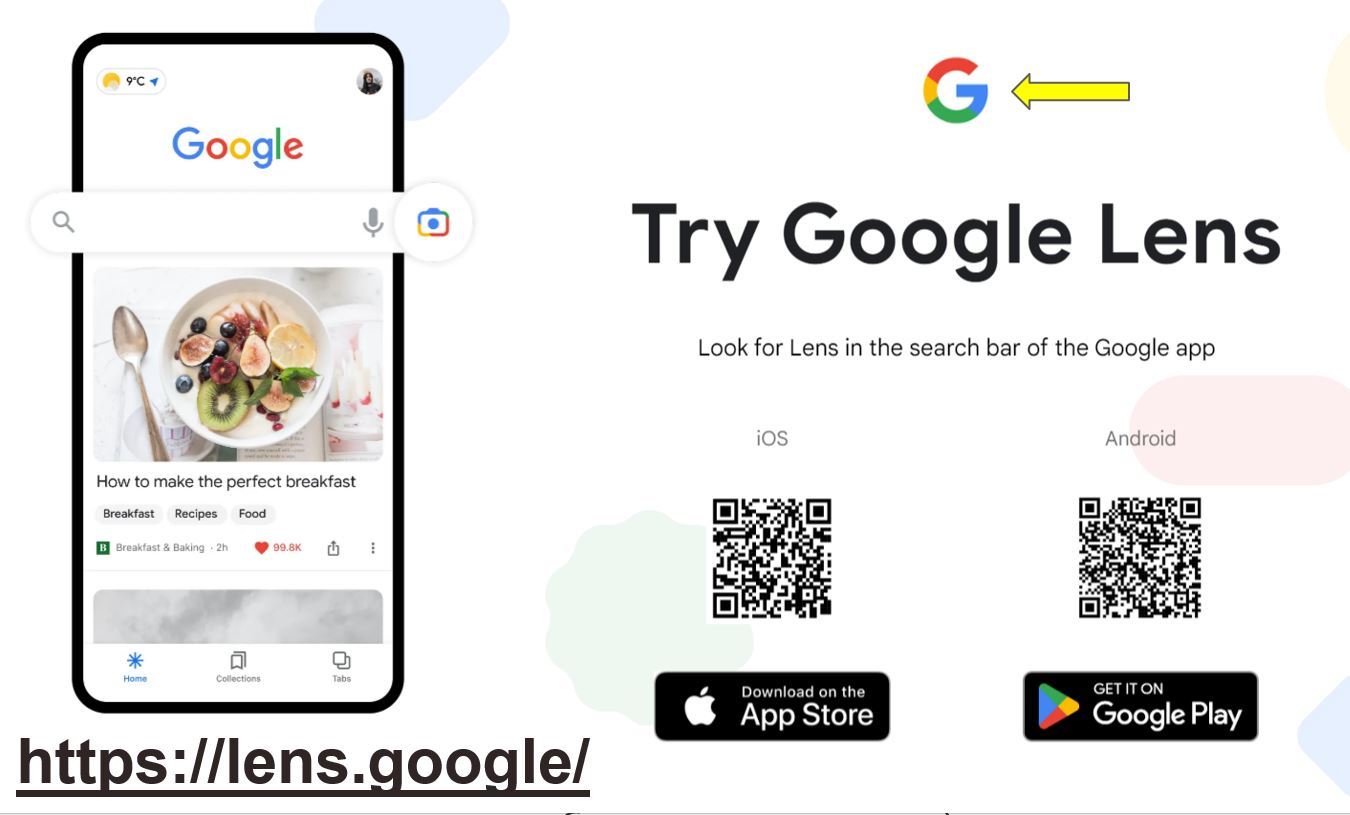 9°C
Google
How to make the perfect breakfast
Breakfast Recipes Food
B Breakfast & Baking · 2h 99.8K
Home Collections Tabs
https://lens.google/
G
Try Google Lens
Look for Lens in the search bar of the Google app
iOS Android
Download on the
App Store
GET IT ON
Google Play